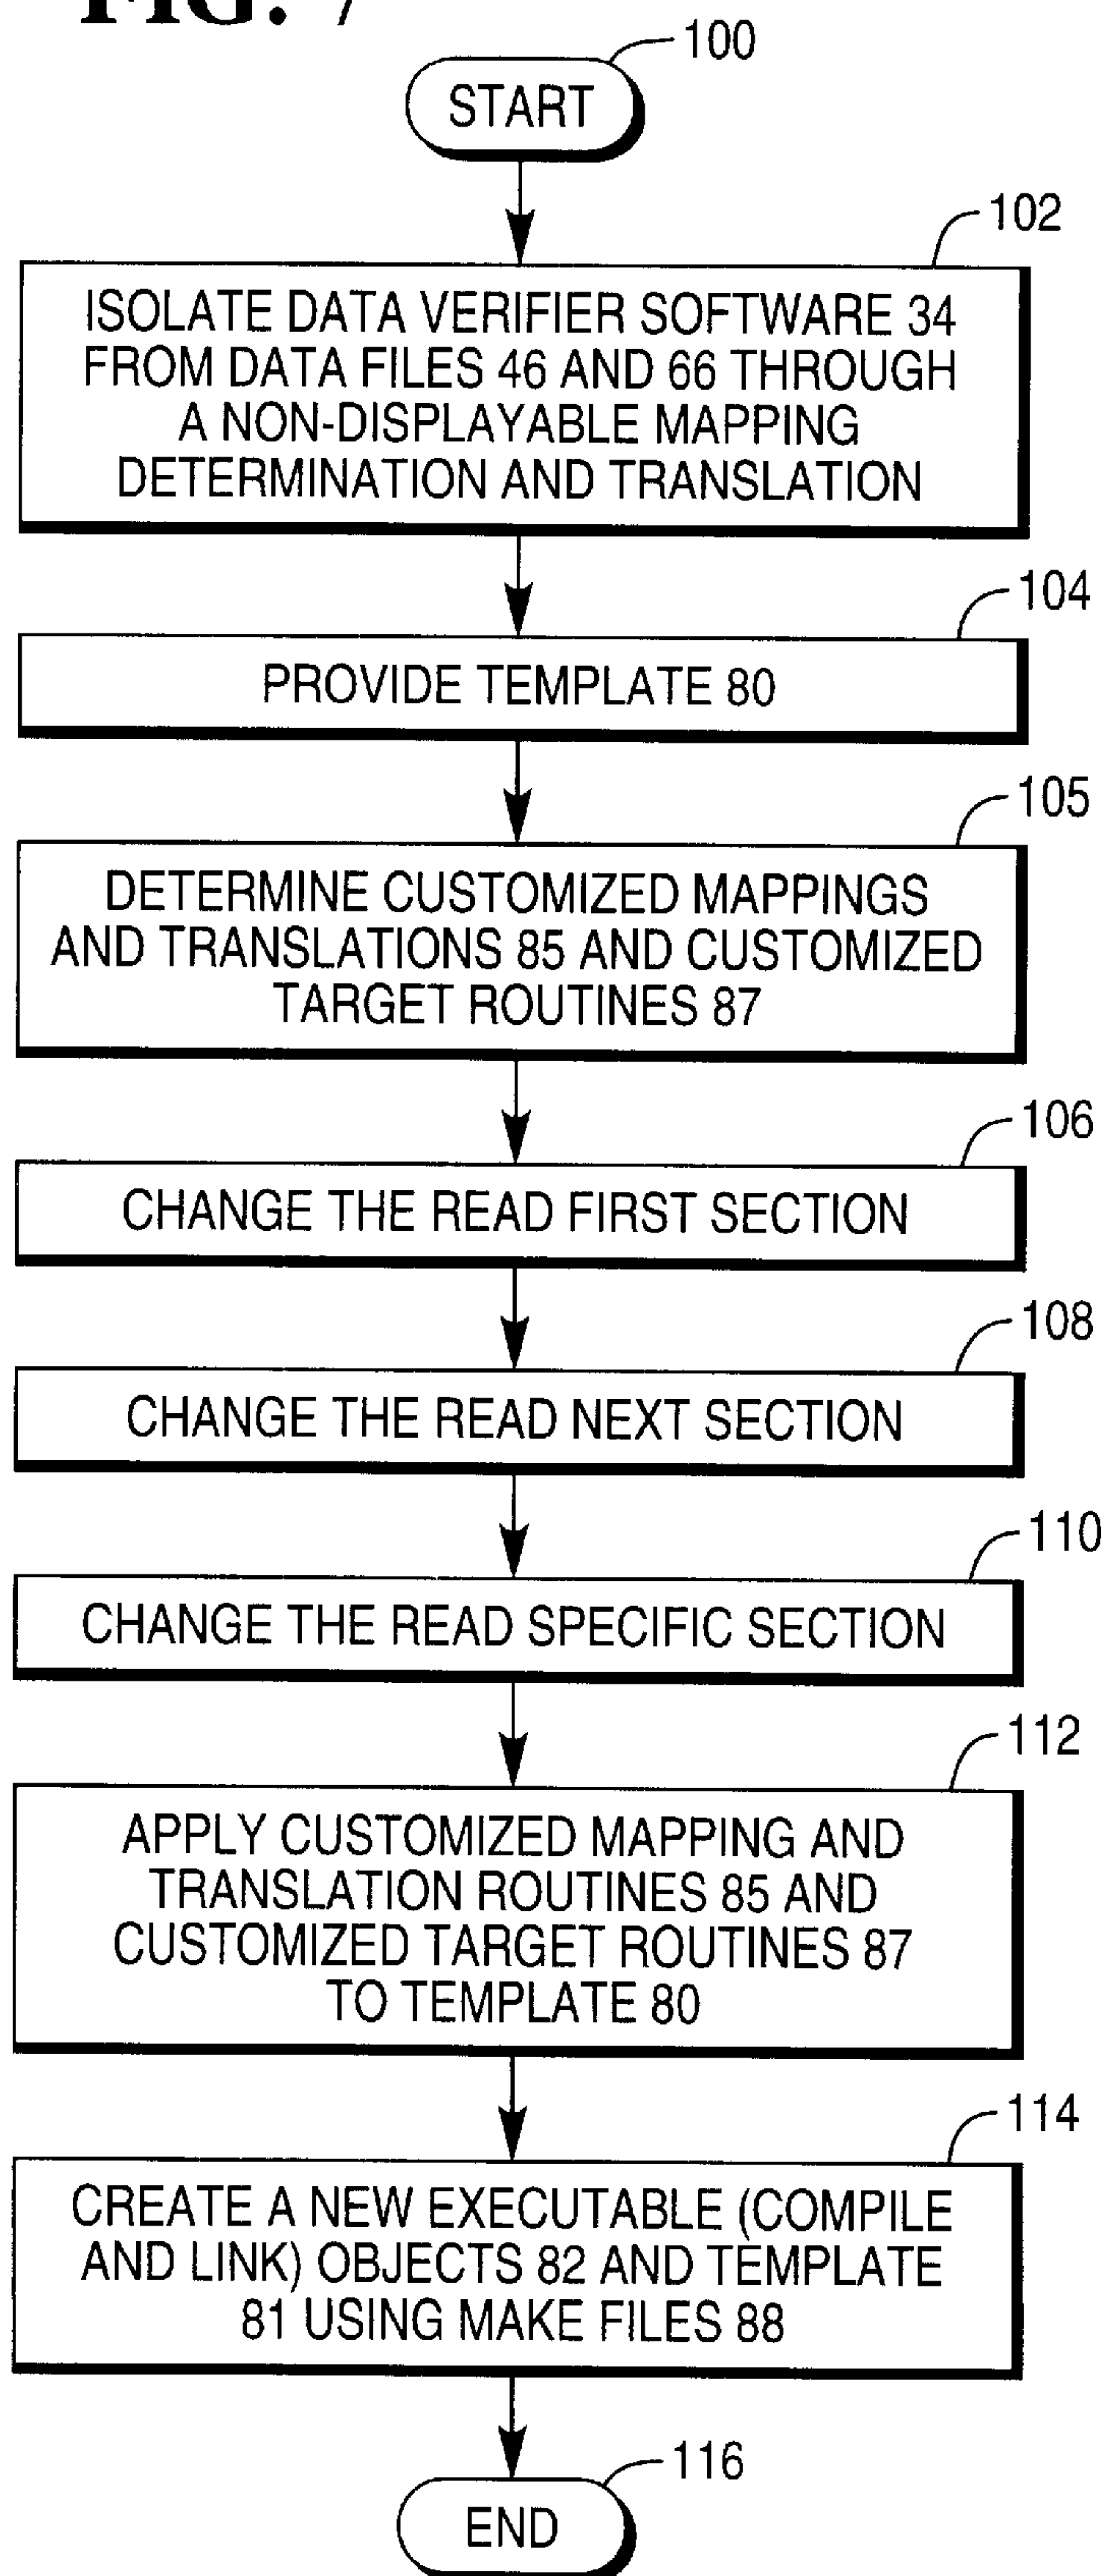 FIG. 7
100
START
102
ISOLATE DATA VERIFIER SOFTWARE 34
FROM DATA FILES 46 AND 66 THROUGH
A NON-DISPLAYABLE MAPPING
DETERMINATION AND TRANSLATION
104
PROVIDE TEMPLATE 80
105
DETERMINE CUSTOMIZED MAPPINGS
AND TRANSLATIONS 85 AND CUSTOMIZED
TARGET ROUTINES 87
106
CHANGE THE READ FIRST SECTION
108
CHANGE THE READ NEXT SECTION
110
CHANGE THE READ SPECIFIC SECTION
112
APPLY CUSTOMIZED MAPPING AND
TRANSLATION ROUTINES 85 AND
CUSTOMIZED TARGET ROUTINES 87
TO TEMPLATE 80
114
CREATE A NEW EXECUTABLE (COMPILE
AND LINK) OBJECTS 82 AND TEMPLATE
81 USING MAKE FILES 88
116
END